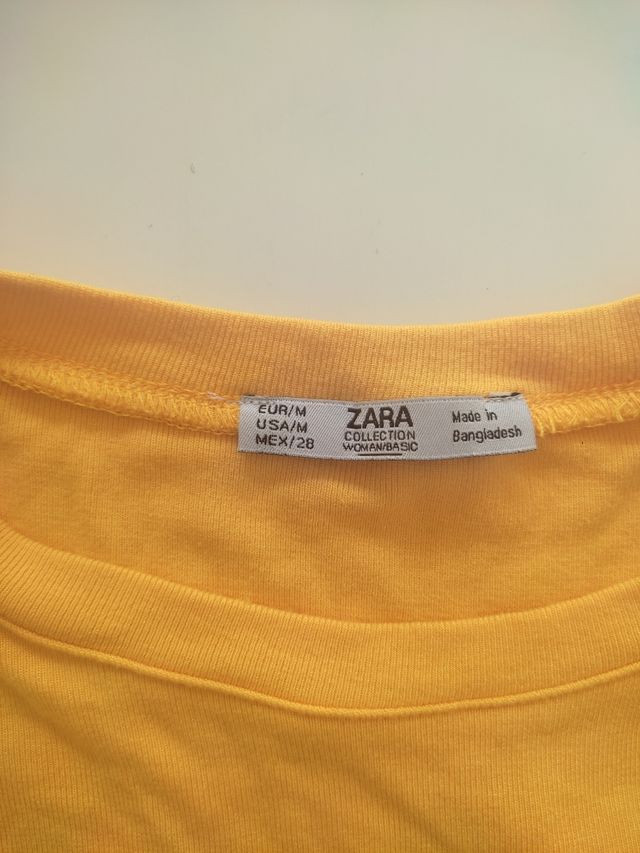 EUR/M
USA/M
MEX/28
ZARA
COLLECTION
WOMAN/BASIC
Made in
Bangladesh